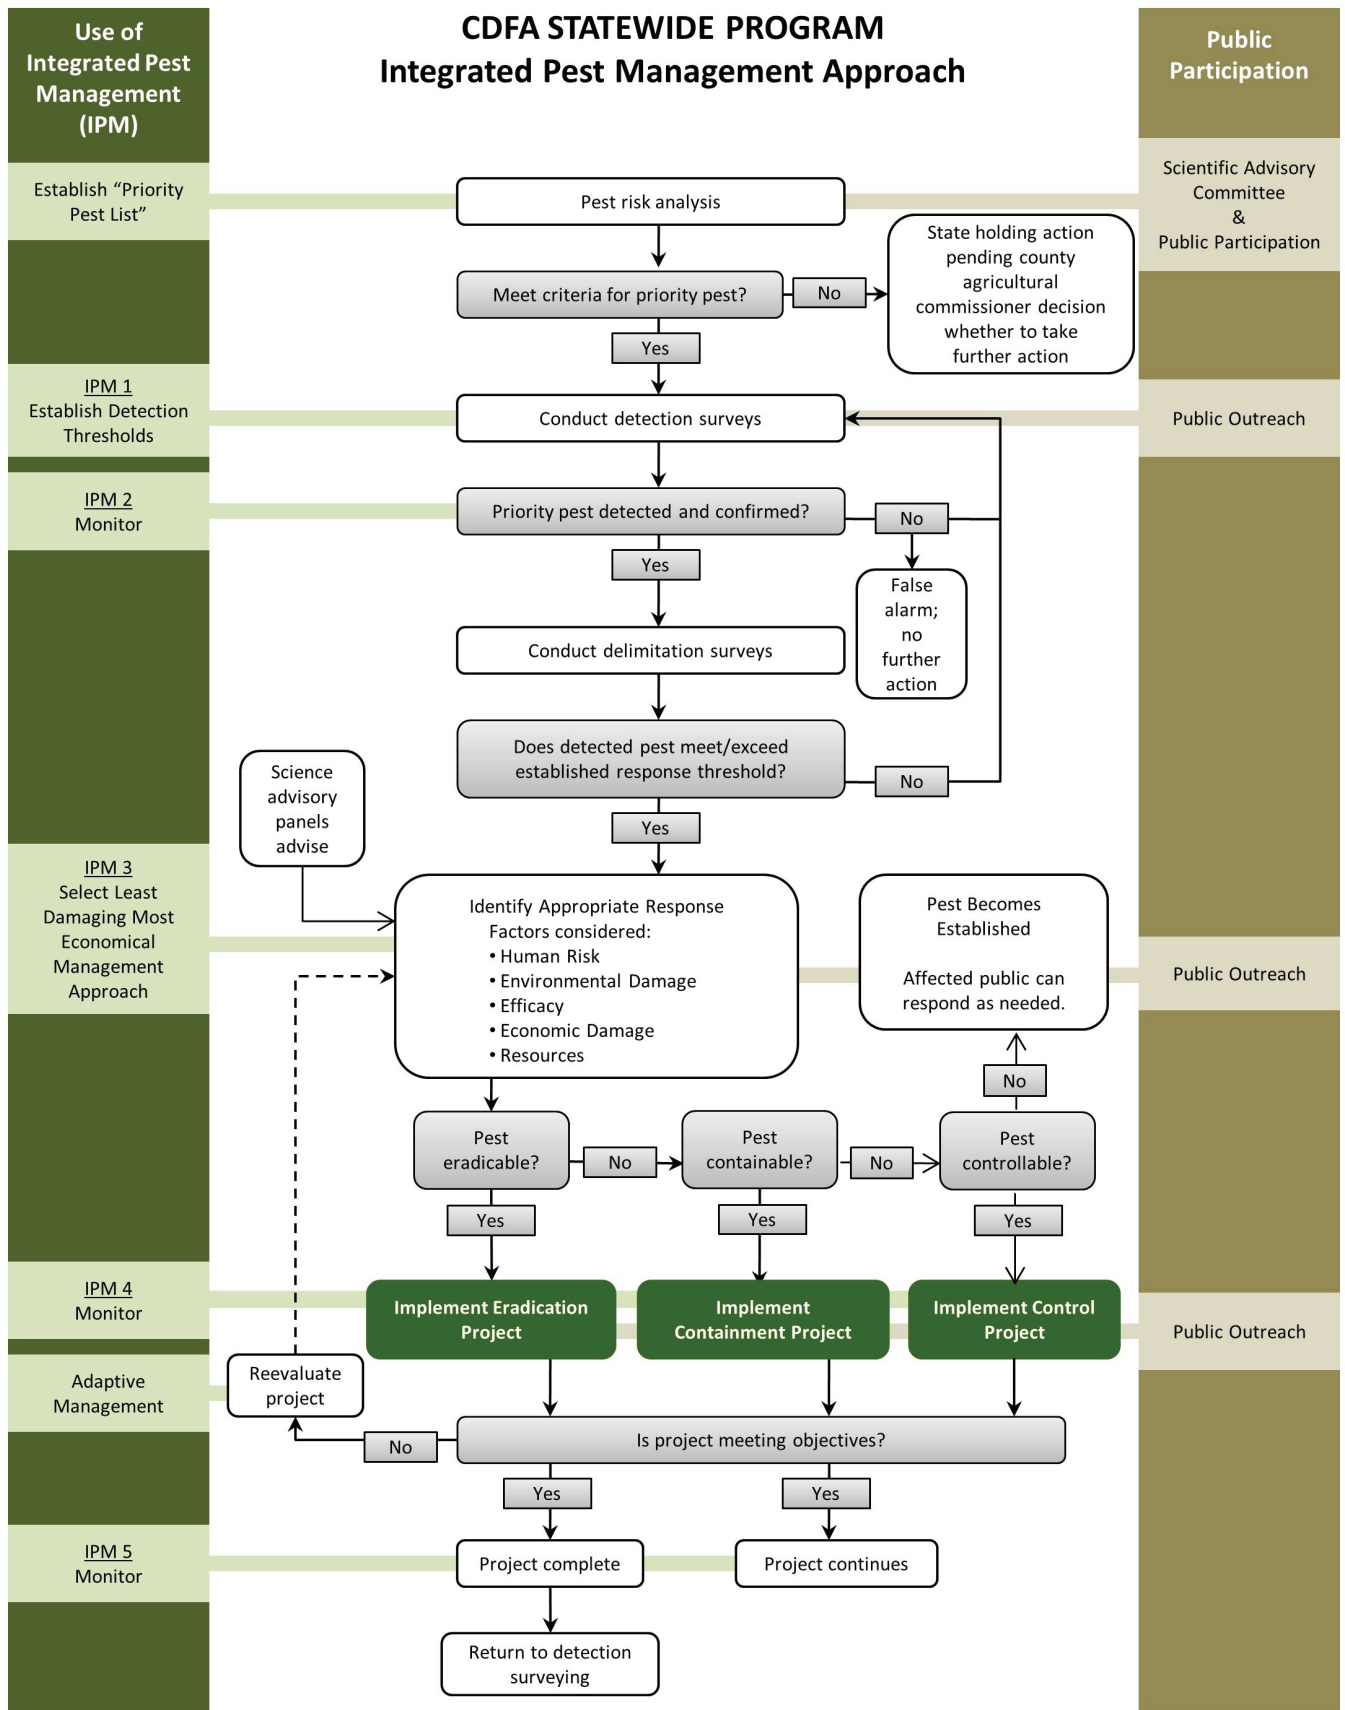 CDFA STATEWIDE PROGRAM
Integrated Pest Management Approach
Use of
Integrated Pest
Management
(IPM)
Public
Participation
Establish “Priority
Pest List”
Pest risk analysis
Scientific Advisory
Committee
&
Public Participation
Meet criteria for priority pest?
No
State holding action
pending county
agricultural
commissioner decision
whether to take
further action
Yes
IPM 1
Establish Detection
Thresholds
Conduct detection surveys
Public Outreach
IPM 2
Monitor
Priority pest detected and confirmed?
No
False
alarm;
no
further
action
Yes
Conduct delimitation surveys
Does detected pest meet/exceed
established response threshold?
No
Yes
Science
advisory
panels
advise
IPM 3
Select Least
Damaging Most
Economical
Management
Approach
Identify Appropriate Response
Factors considered:
• Human Risk
• Environmental Damage
• Efficacy
• Economic Damage
• Resources
Pest Becomes
Established
Affected public can
respond as needed.
Public Outreach
No
Pest
eradicable?
No
Pest
containable?
No
Pest
controllable?
Yes
Yes
Yes
IPM 4
Monitor
Implement Eradication
Project
Implement
Containment Project
Implement Control
Project
Public Outreach
Adaptive
Management
Reevaluate
project
No
Is project meeting objectives?
Yes
Yes
IPM 5
Monitor
Project complete
Project continues
Return to detection
surveying